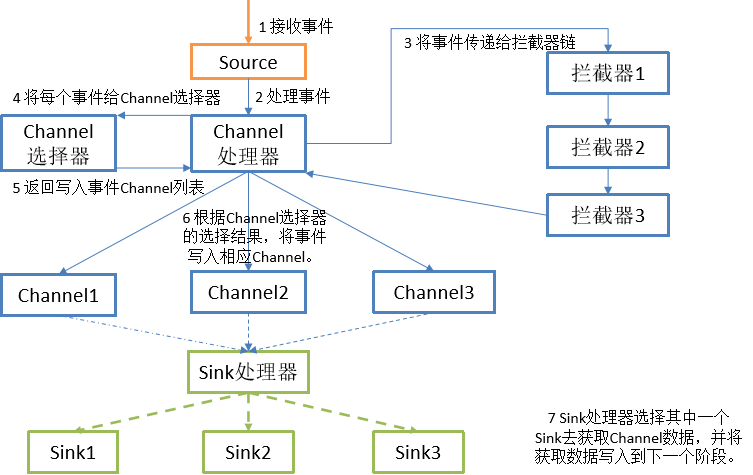 1 接收事件
Source
3 将事件传递给拦截器链
拦截器1
4 将每个事件给Channel选择器
2 处理事件
Channel
选择器
Channel
处理器
拦截器2
5 返回写入事件Channel列表
拦截器3
6 根据Channel选择器
的选择结果，将事件
写入相应Channel。
Channel1
Channel2
Channel3
Sink处理器
7 Sink处理器选择其中一个
Sink去获取Channel数据，并将
获取数据写入到下一个阶段。
Sink1
Sink2
Sink3